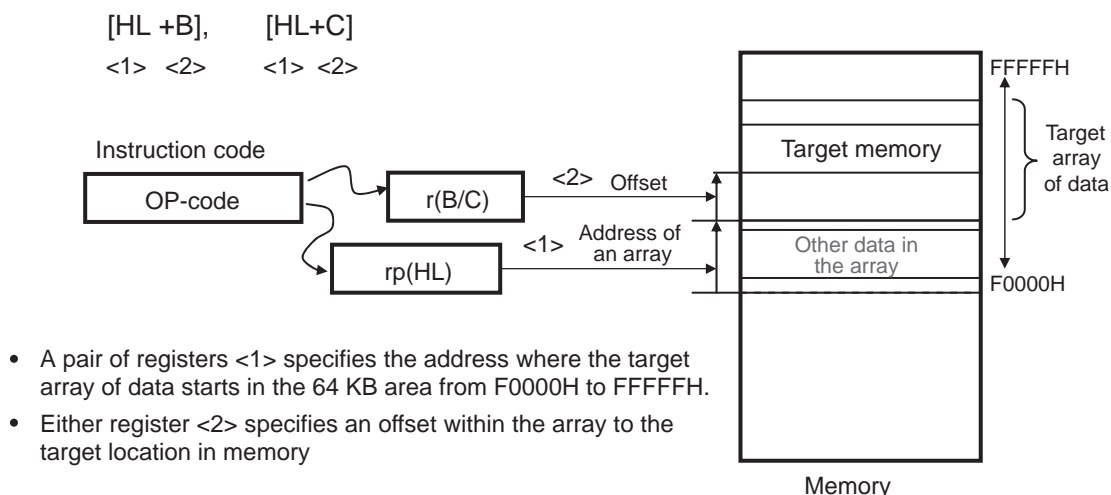 [HL +B], [HL+C]
<1> <2> <1> <2>
Instruction code
OP-code
r(B/C)
<2> Offset
rp(HL)
<1> Address of
an array
FFFFFH
Target memory
Target
array
of data
Other data in
the array
F0000H
Memory
• A pair of registers <1> specifies the address where the target
array of data starts in the 64 KB area from F0000H to FFFFFH.
• Either register <2> specifies an offset within the array to the
target location in memory